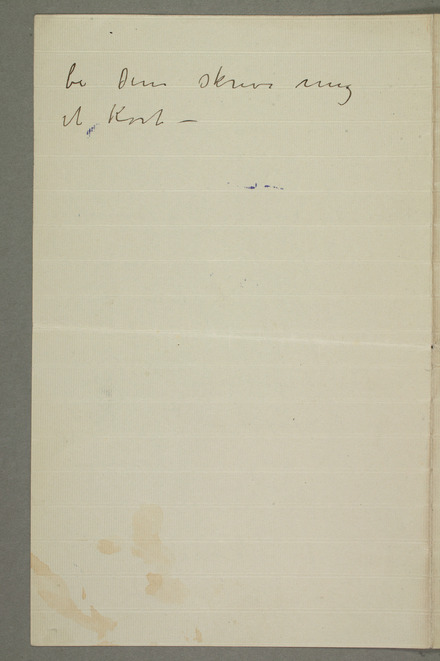 be Dem skrive mig
et Kort –